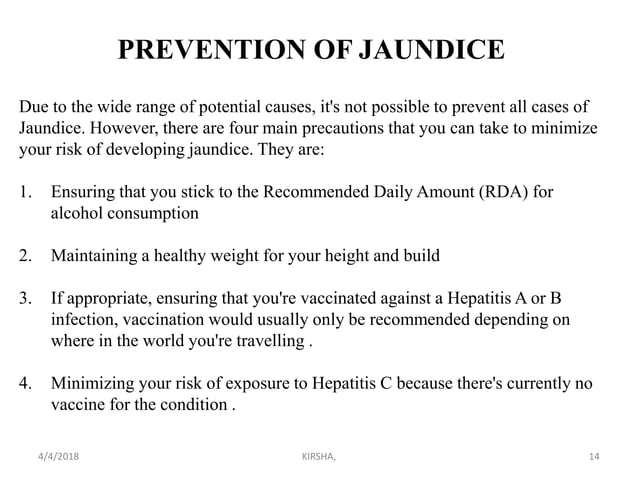 PREVENTION OF JAUNDICE
Due to the wide range of potential causes, it's not possible to prevent all cases of
Jaundice. However, there are four main precautions that you can take to minimize
your risk of developing jaundice. They are:
1. Ensuring that you stick to the Recommended Daily Amount (RDA) for
alcohol consumption
2. Maintaining a healthy weight for your height and build
3. If appropriate, ensuring that you're vaccinated against a Hepatitis A or B
infection, vaccination would usually only be recommended depending on
where in the world you're travelling .
4. Minimizing your risk of exposure to Hepatitis C because there's currently no
vaccine for the condition .
4/4/2018 KIRSHA, 14